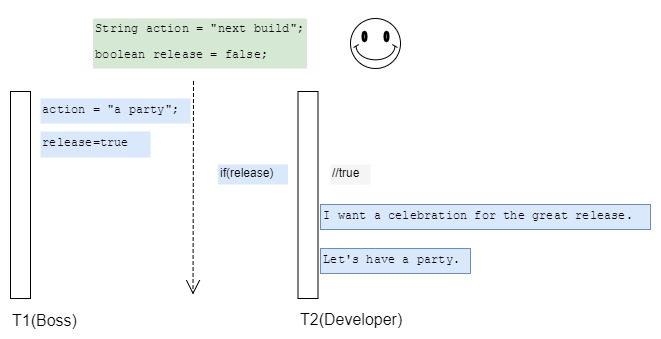 String action = "next build";
boolean release = false;
action = "a party";
release=true
if(release) //true
I want a celebration for the great release.
Let's have a party.
T1(Boss) T2(Developer)